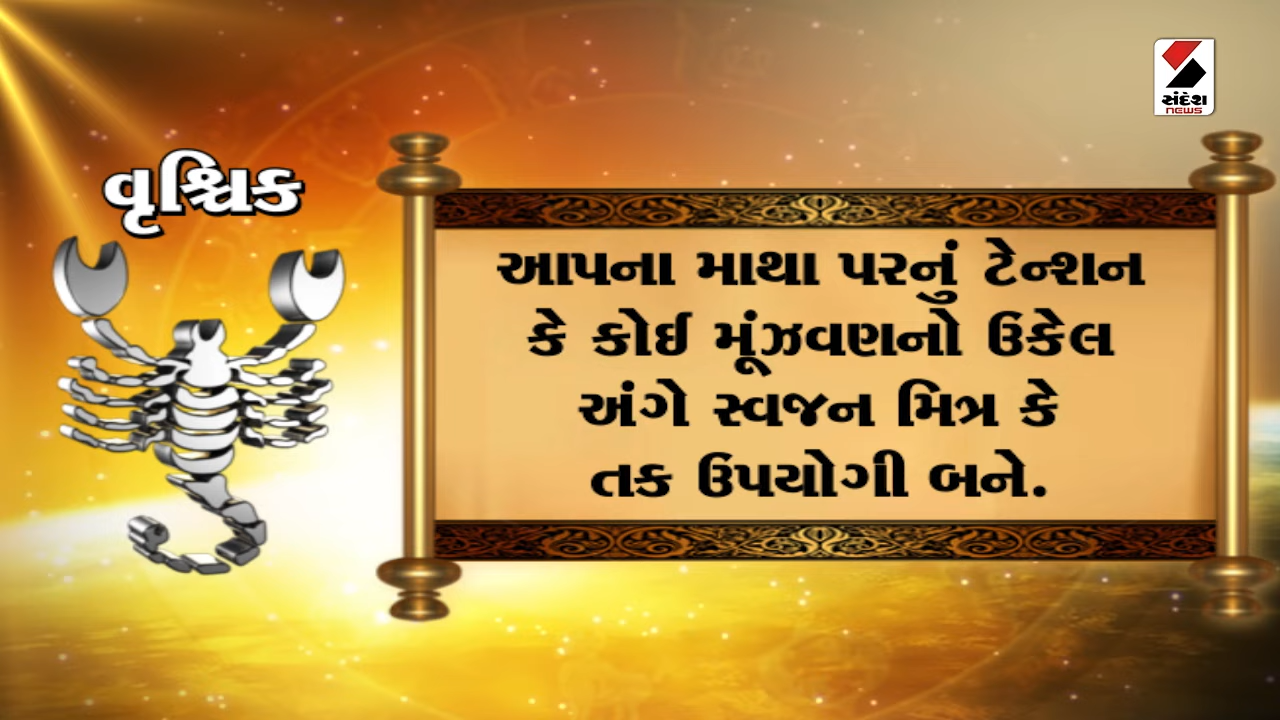 સંદેશ
NEWS
વૃશ્ચિક
આપના માથા પરનું ટેન્શન
કે કોઈ મૂંઝવણનો ઉકેલ
અંગે સ્વજન મિત્ર કે
તક ઉપયોગી બને.